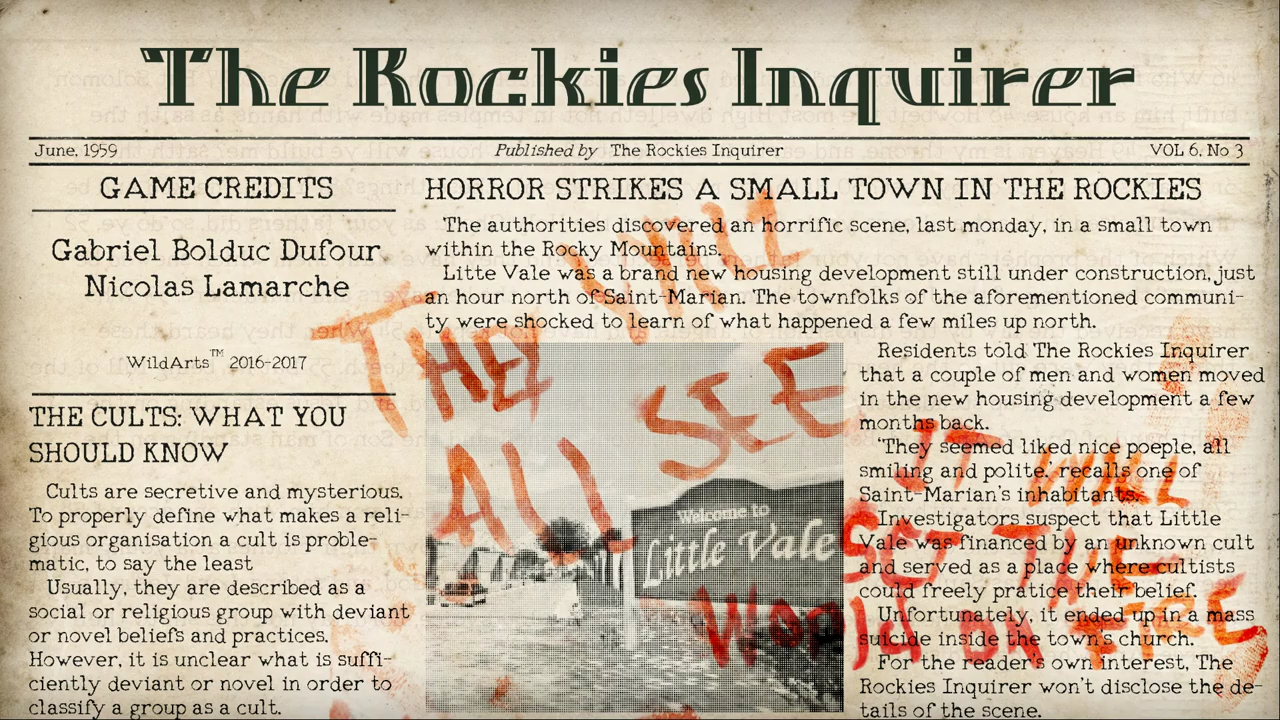 The Rockies Inquirer
June, 1959
Published by The Rockies Inquirer
VOL 6. No 3
GAME CREDITS
Gabriel Bolduc Dufour
Nicolas Lamarche
WildArts™ 2016-2017
THE CULTS: WHAT YOU
SHOULD KNOW
Cults are secretive and mysterious.
To properly define what makes a reli-
gious organisation a cult is proble-
matic, to say the least
Usually, they are described as a
social or religious group with deviant
or novel beliefs and practices.
However, it is unclear what is suffi-
ciently deviant or novel in order to
classify a group as a cult.
HORROR STRIKES A SMALL TOWN IN THE ROCKIES
The authorities discovered an horrific scene, last monday, in a small town
within the Rocky Mountains.
Litte Vale was a brand new housing development still under construction, just
an hour north of Saint-Marian. The townfolks of the aforementioned communi-
ty were shocked to learn of what happened a few miles up north.
THEY WILL
ALL SEE
Welcome to
Little Vale
Residents told The Rockies Inquirer
that a couple of men and women moved
in the new housing development a few
months back.
"They seemed liked nice poeple, all
smiling and polite", recalls one of
Saint-Marian's inhabitants.
Investigators suspect that Little
Vale was financed by an unknown cult
and served as a place where cultists
could freely pratice their belief.
Unfortunately, it ended up in a mass
suicide inside the town's church.
For the reader's own interest, The
Rockies Inquirer won't disclose the de-
tails of the scene.
IT WILL
SET THE
WORLD ON FIRE